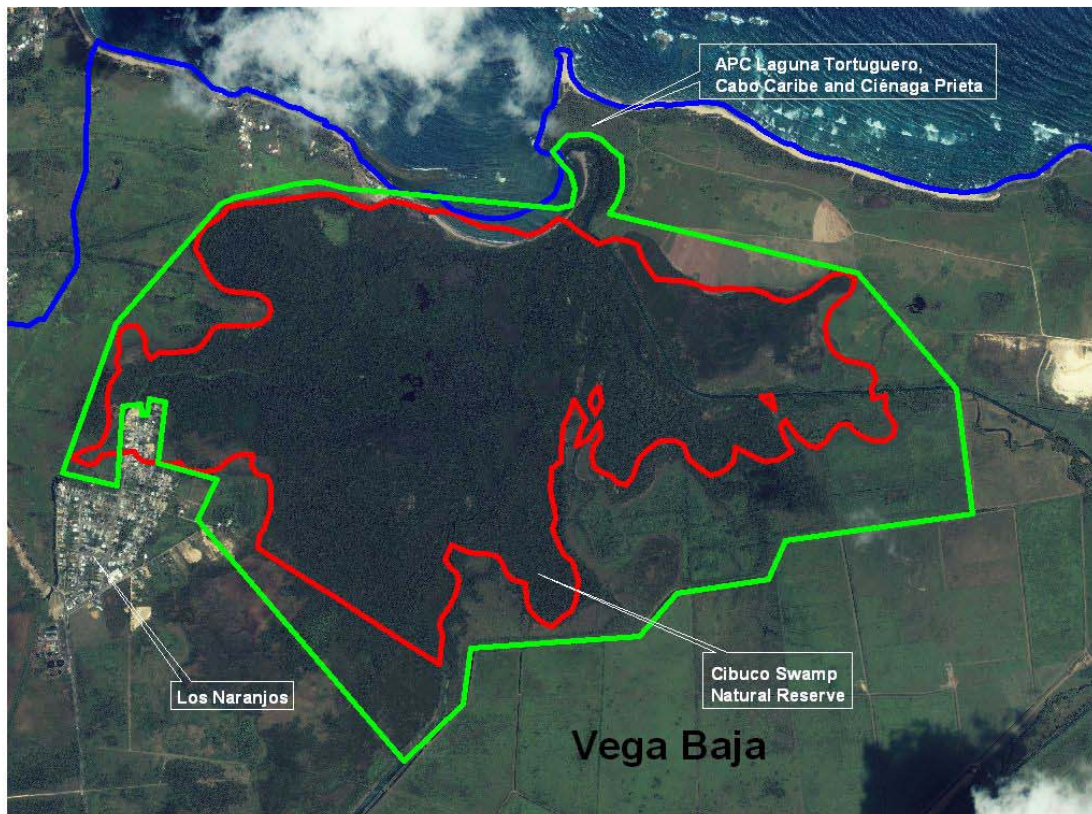 APC Laguna Tortuguero,
Cabo Caribe and Ciénaga Prieta
Los Naranjos
Cibuco Swamp
Natural Reserve
Vega Baja